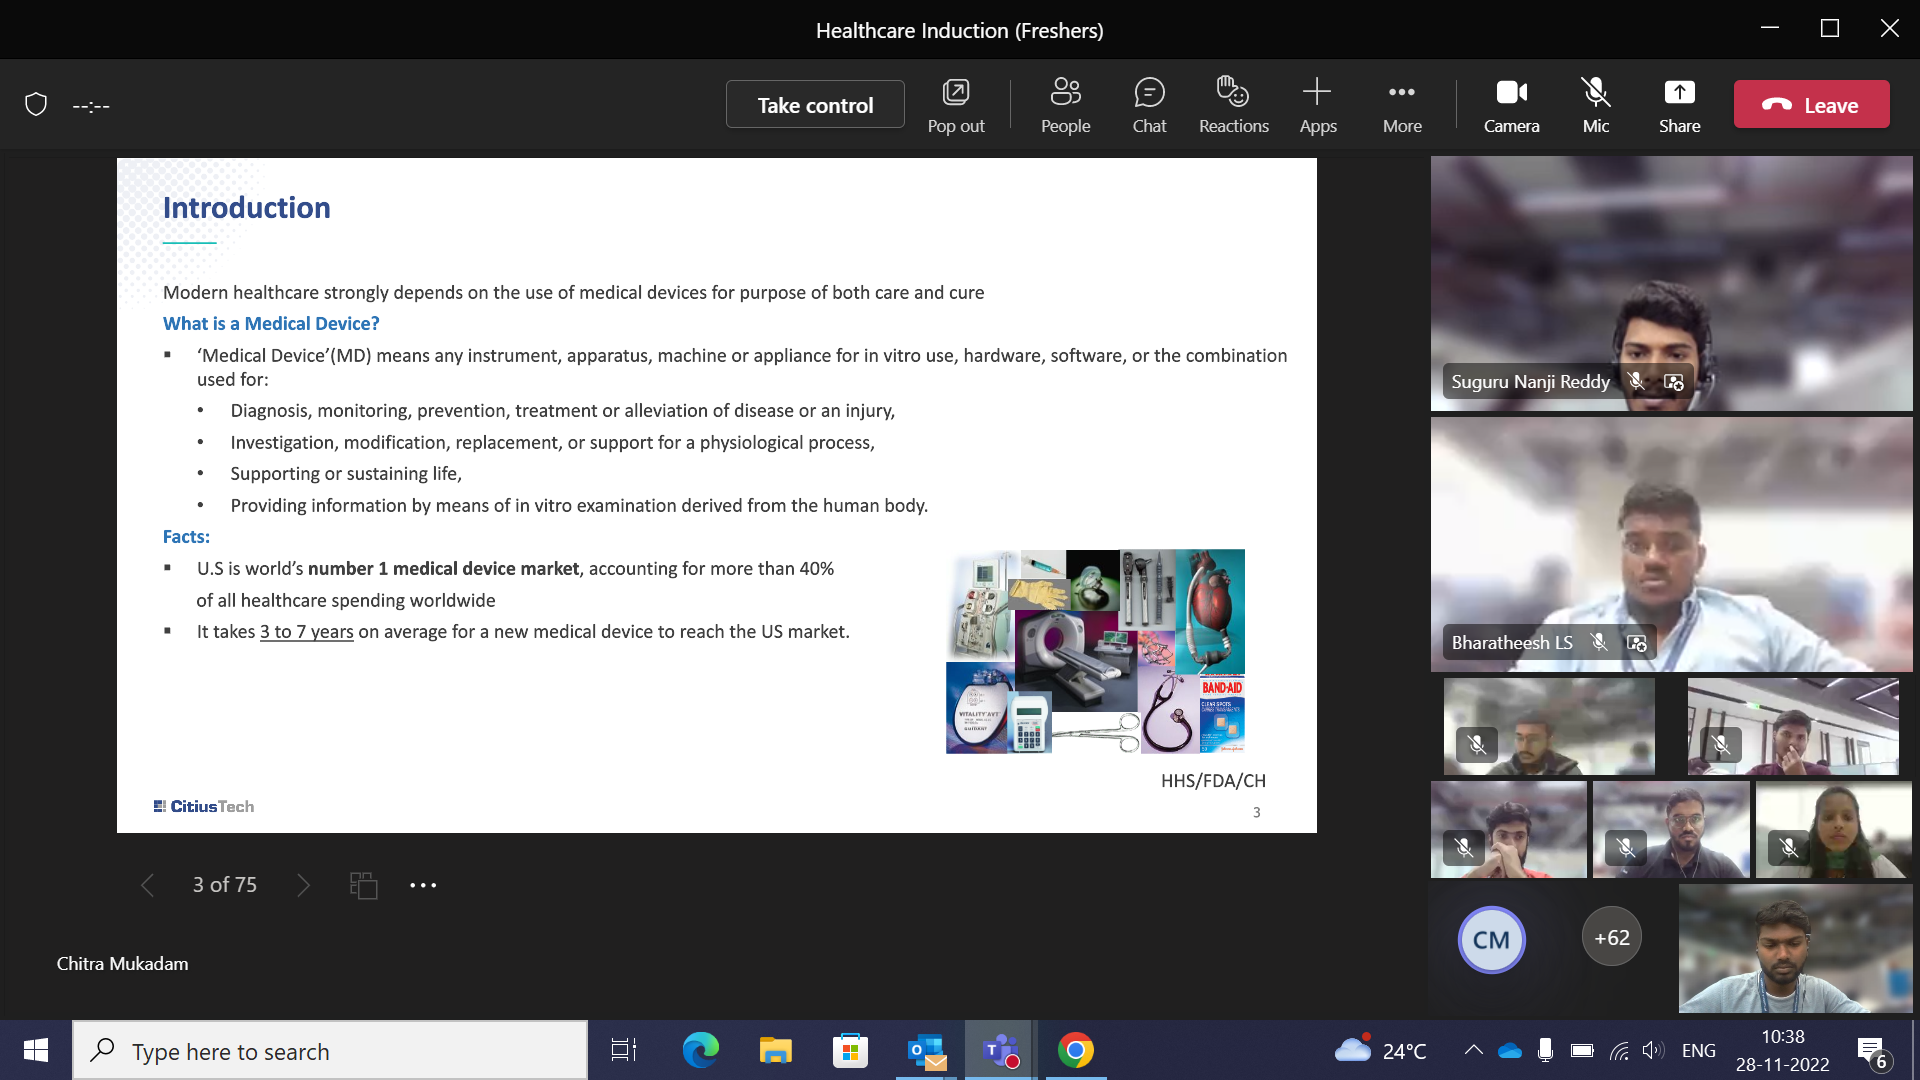 Healthcare Induction (Freshers)
--:--
Take control
Pop out
People
Chat
Reactions
Apps
More
Camera
Mic
Share
Leave
Introduction
Modern healthcare strongly depends on the use of medical devices for purpose of both care and cure
What is a Medical Device?
▪ ‘Medical Device’(MD) means any instrument, apparatus, machine or appliance for in vitro use, hardware, software, or the combination
used for:
• Diagnosis, monitoring, prevention, treatment or alleviation of disease or an injury,
• Investigation, modification, replacement, or support for a physiological process,
• Supporting or sustaining life,
• Providing information by means of in vitro examination derived from the human body.
Facts:
▪ U.S is world’s number 1 medical device market, accounting for more than 40%
of all healthcare spending worldwide
▪ It takes 3 to 7 years on average for a new medical device to reach the US market.
VITALITY AVT
GUIDANT
BAND-AID
CLEAR SPOTS
HHS/FDA/CH
CitiusTech
3
3 of 75
Chitra Mukadam
Suguru Nanji Reddy
Bharatheesh LS
CM
+62
Type here to search
24°C
ENG
10:38
28-11-2022
6